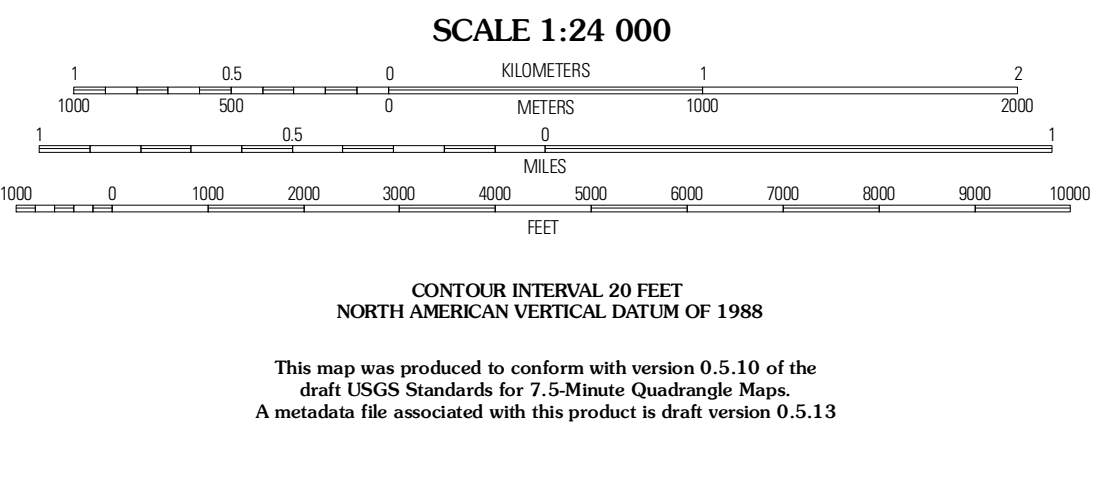 SCALE 1:24 000
1 0.5 0 KILOMETERS 1 2
1000 500 0 METERS 1000 2000
1 0.5 0 1
MILES
1000 0 1000 2000 3000 4000 5000 6000 7000 8000 9000 10000
FEET
CONTOUR INTERVAL 20 FEET
NORTH AMERICAN VERTICAL DATUM OF 1988
This map was produced to conform with version 0.5.10 of the
draft USGS Standards for 7.5-Minute Quadrangle Maps.
A metadata file associated with this product is draft version 0.5.13